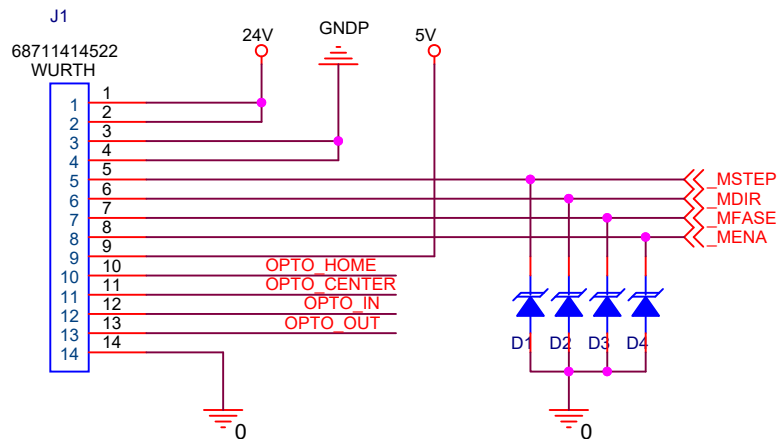 J1
68711414522
WURTH
24V
GNDP
5V
1 1
2 2
3 3
4 4
5 5
6 6
7 7
8 8
9 9
10 10
11 11
12 12
13 13
14 14
_MSTEP
_MDIR
_MFASE
_MENA
OPTO_HOME
OPTO_CENTER
OPTO_IN
OPTO_OUT
D1 D2 D3 D4
0 0